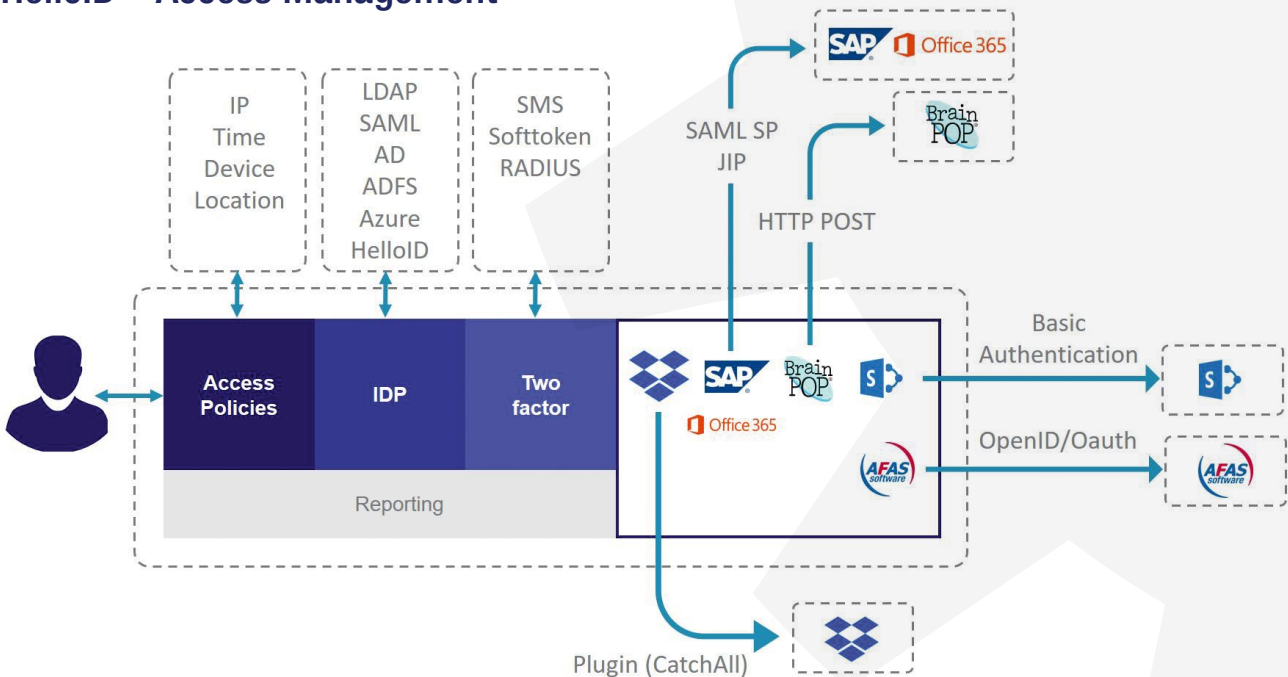 HelloID – Access Management
IP
Time
Device
Location
LDAP
SAML
AD
ADFS
Azure
HelloID
SMS
Softtoken
RADIUS
SAML SP
JIP
HTTP POST
SAP
Office 365
Brain
POP
Access
Policies
IDP
Two
factor
Reporting
SAP
Office 365
Brain
POP
S
AFAS
software
Basic
Authentication
S
OpenID/Oauth
AFAS
software
Plugin (CatchAll)